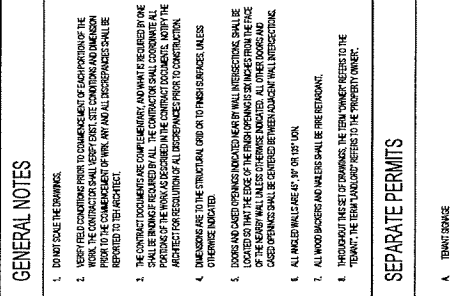 GENERAL NOTES
1. DO NOT SCALE THE DRAWINGS.
2. VERIFY FIELD CONDITIONS PRIOR TO COMMENCEMENT OF EACH PORTION OF THE
WORK. THE CONTRACTOR SHALL VERIFY EXIST, SITE CONDITIONS AND DIMENSION
PRIOR TO THE COMMENCEMENT OF WRK. ANY AND ALL DISCREPANCIES SHALL BE
REPORTED TO TEH ARCHITECT.
3. THE CONTRACT DOCUMENTS ARE COMPLEMENTARY, AND WHAT IS REQUIRED BY ONE
SHALL BE BINDING IF REQUIRED BY ALL. THE CONTRACTOR SHALL COORDINATE ALL
PORTIONS OF THE WORK AS DESCRIBED IN THE CONTRACT DOCUMENTS. NOTIFY THE
ARCHITECT FOR RESOLUTION OF ALL DISCREPANCIES PRIOR TO CONSTRUCTION.
4. DIMENSIONS ARE TO THE STRUCTURAL GRID OR TO FINISH SURFACES, UNLESS
OTHERWISE INDICATED.
5. DOORS AND CASED OPENINGS INDICATED NEAR BY WALL INTERSECTIONS, SHALL BE
LOCATED SO THAT THE EDGE OF THE FINISH OPENING IS SIX INCHES FROM THE FACE
OF THE NEARBY WALL UNLESS OTHERWISE INDICATED. ALL OTHER DOORS AND
CASED OPENINGS SHALL BE CENTERED BETWEEN ADJACENT WALL INTERSECTIONS.
6. ALL ANGLED WALLS ARE 45°, 90° OR 135° UON.
7. ALL WOOD BACKERS AND NAILERS SHALL BE FIRE RETARDANT.
8. THROUGHOUT THIS SET OF DRAWINGS, THE TERM "OWNER" REFERS TO THE
"TENANT", THE TERM "LANDLORD" REFERS TO THE "PROPERTY OWNER".
SEPARATE PERMITS
A. TENANT SIGNAGE